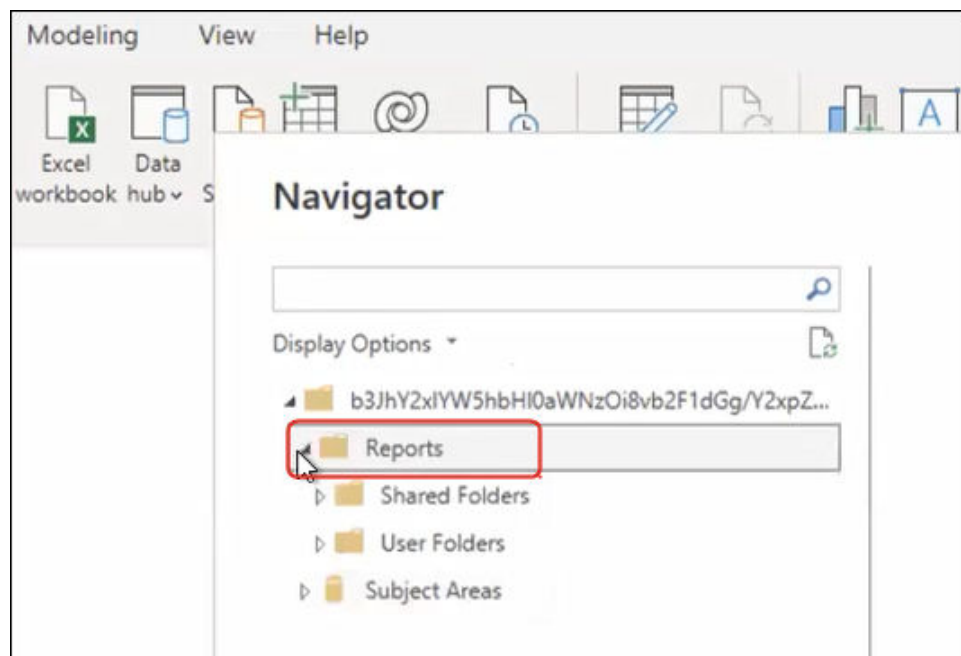 Modeling View Help
Excel workbook
Data hub
S
Navigator
Display Options
b3JhY2xlYW5hbHl0aWNzOi8vb2F1dGg/Y2xpZ...
Reports
Shared Folders
User Folders
Subject Areas